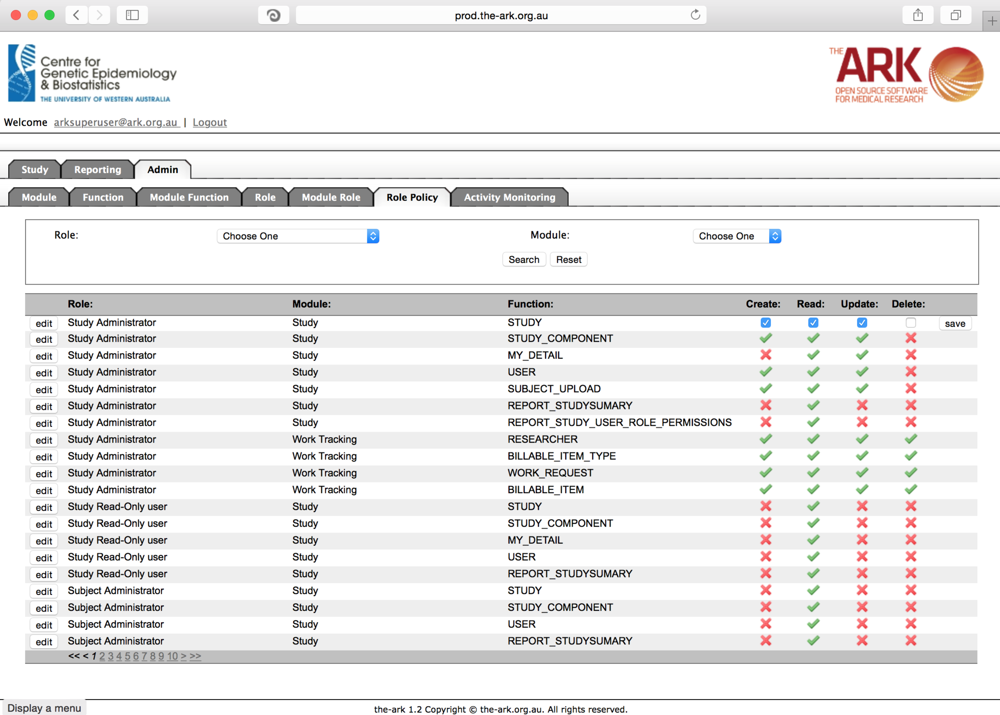 prod.the-ark.org.au
Centre for
Genetic Epidemiology
& Biostatistics
THE UNIVERSITY OF WESTERN AUSTRALIA
THE ARK
OPEN SOURCE SOFTWARE
FOR MEDICAL RESEARCH
Welcome arksuperuser@ark.org.au | Logout
Study Reporting Admin
Module Function Module Function Role Module Role Role Policy Activity Monitoring
Role: Choose One Module: Choose One
Search Reset
Role: Module: Function: Create: Read: Update: Delete:
edit Study Administrator Study STUDY save
edit Study Administrator Study STUDY_COMPONENT
edit Study Administrator Study MY_DETAIL
edit Study Administrator Study USER
edit Study Administrator Study SUBJECT_UPLOAD
edit Study Administrator Study REPORT_STUDYSUMARY
edit Study Administrator Study REPORT_STUDY_USER_ROLE_PERMISSIONS
edit Study Administrator Work Tracking RESEARCHER
edit Study Administrator Work Tracking BILLABLE_ITEM_TYPE
edit Study Administrator Work Tracking WORK_REQUEST
edit Study Administrator Work Tracking BILLABLE_ITEM
edit Study Read-Only user Study STUDY
edit Study Read-Only user Study STUDY_COMPONENT
edit Study Read-Only user Study MY_DETAIL
edit Study Read-Only user Study USER
edit Study Read-Only user Study REPORT_STUDYSUMARY
edit Subject Administrator Study STUDY
edit Subject Administrator Study STUDY_COMPONENT
edit Subject Administrator Study USER
edit Subject Administrator Study REPORT_STUDYSUMARY
<< < 1 2 3 4 5 6 7 8 9 10 > >>
Display a menu
the-ark 1.2 Copyright © the-ark.org.au. All rights reserved.